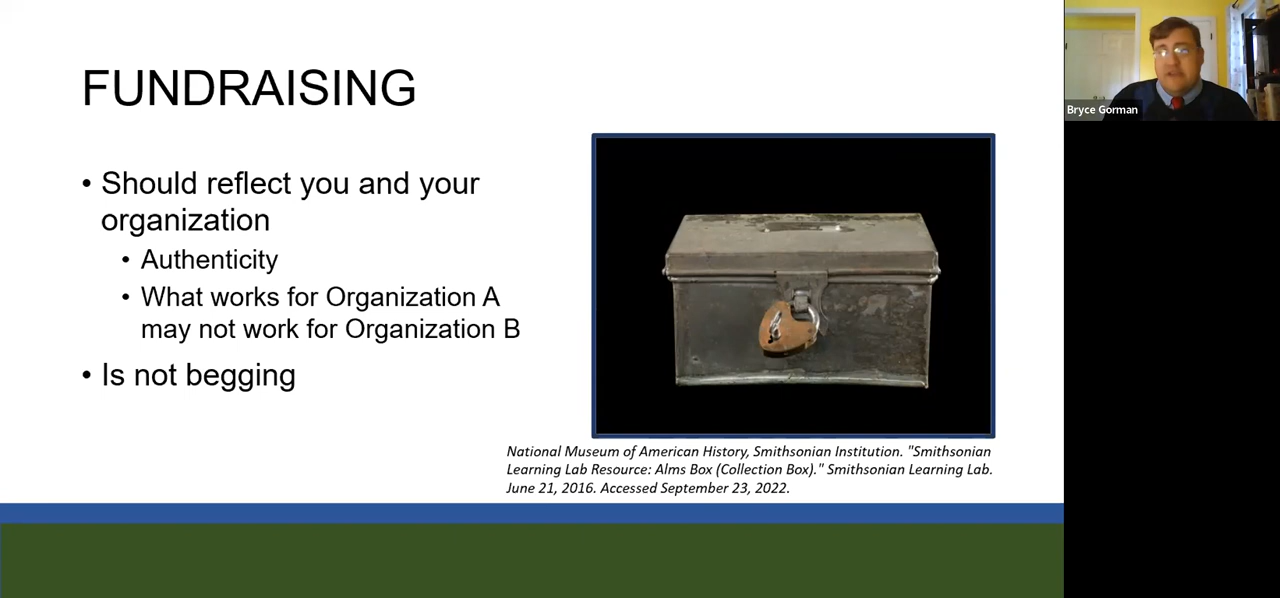 FUNDRAISING
• Should reflect you and your
organization
• Authenticity
• What works for Organization A
may not work for Organization B
• Is not begging
National Museum of American History, Smithsonian Institution. "Smithsonian
Learning Lab Resource: Alms Box (Collection Box)." Smithsonian Learning Lab.
June 21, 2016. Accessed September 23, 2022.
Bryce Gorman